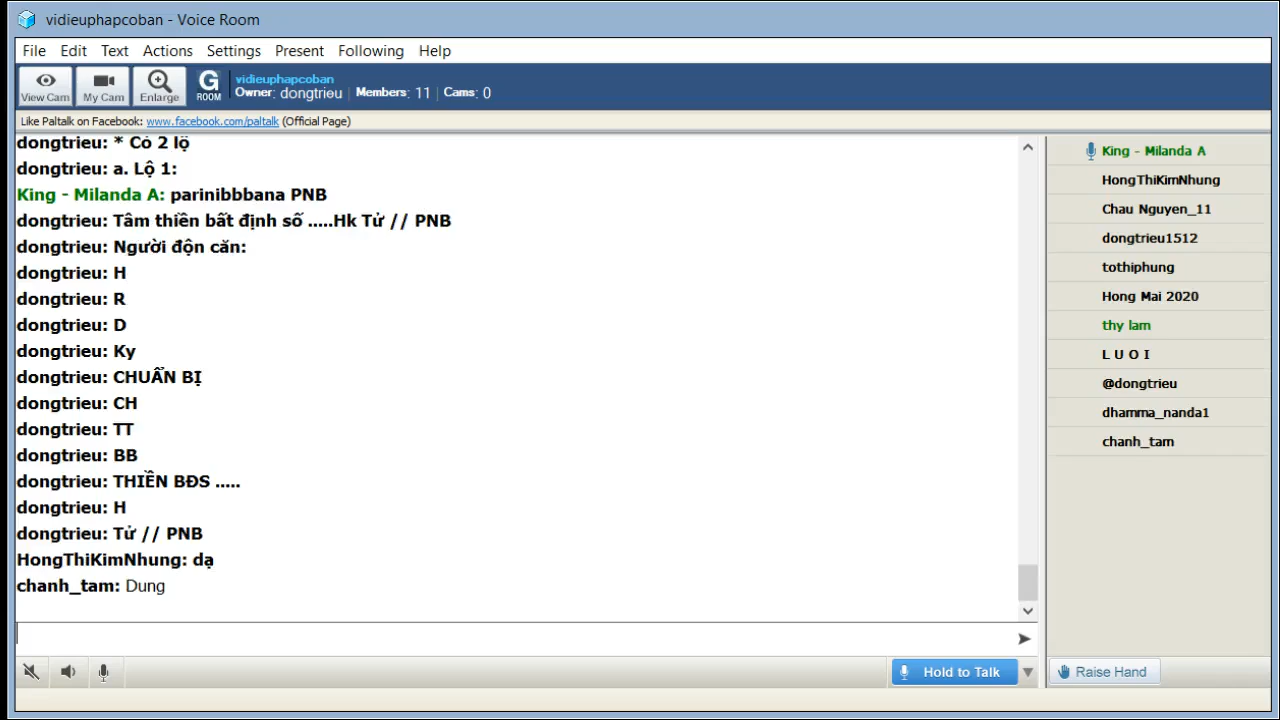 vidieuphapcoban - Voice Room
File Edit Text Actions Settings Present Following Help
View Cam My Cam Enlarge G ROOM
vidieuphapcoban
Owner: dongtrieu | Members: 11 | Cams: 0
Like Paltalk on Facebook: www.facebook.com/paltalk (Official Page)
dongtrieu: * Có 2 lộ
dongtrieu: a. Lộ 1:
King - Milanda A: parinibbbana PNB
dongtrieu: Tâm thiền bất định số .....Hk Tử // PNB
dongtrieu: Người độn căn:
dongtrieu: H
dongtrieu: R
dongtrieu: D
dongtrieu: Ky
dongtrieu: CHUẨN BỊ
dongtrieu: CH
dongtrieu: TT
dongtrieu: BB
dongtrieu: THIỀN BĐS .....
dongtrieu: H
dongtrieu: Tử // PNB
HongThiKimNhung: dạ
chanh_tam: Dung
King - Milanda A
HongThiKimNhung
Chau Nguyen_11
dongtrieu1512
tothiphung
Hong Mai 2020
thy lam
L U O I
@dongtrieu
dhamma_nanda1
chanh_tam
Hold to Talk
Raise Hand